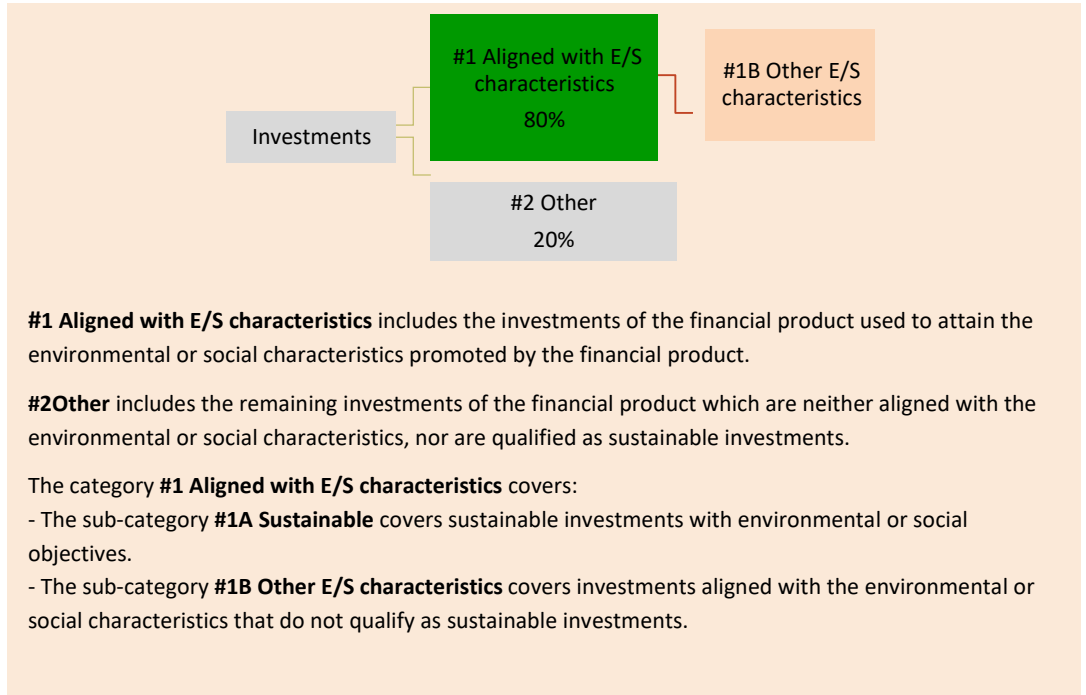 #1 Aligned with E/S
characteristics
80%
#1B Other E/S
characteristics
Investments
#2 Other
20%
#1 Aligned with E/S characteristics includes the investments of the financial product used to attain the
environmental or social characteristics promoted by the financial product.
#2Other includes the remaining investments of the financial product which are neither aligned with the
environmental or social characteristics, nor are qualified as sustainable investments.
The category #1 Aligned with E/S characteristics covers:
- The sub-category #1A Sustainable covers sustainable investments with environmental or social
objectives.
- The sub-category #1B Other E/S characteristics covers investments aligned with the environmental or
social characteristics that do not qualify as sustainable investments.